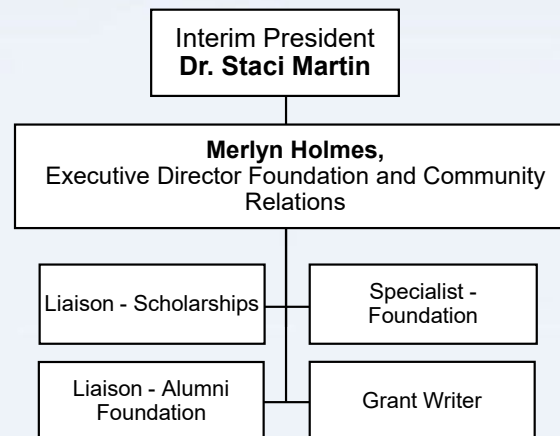 Interim President
Dr. Staci Martin
Merlyn Holmes,
Executive Director Foundation and Community
Relations
Liaison - Scholarships
Specialist -
Foundation
Liaison - Alumni
Foundation
Grant Writer